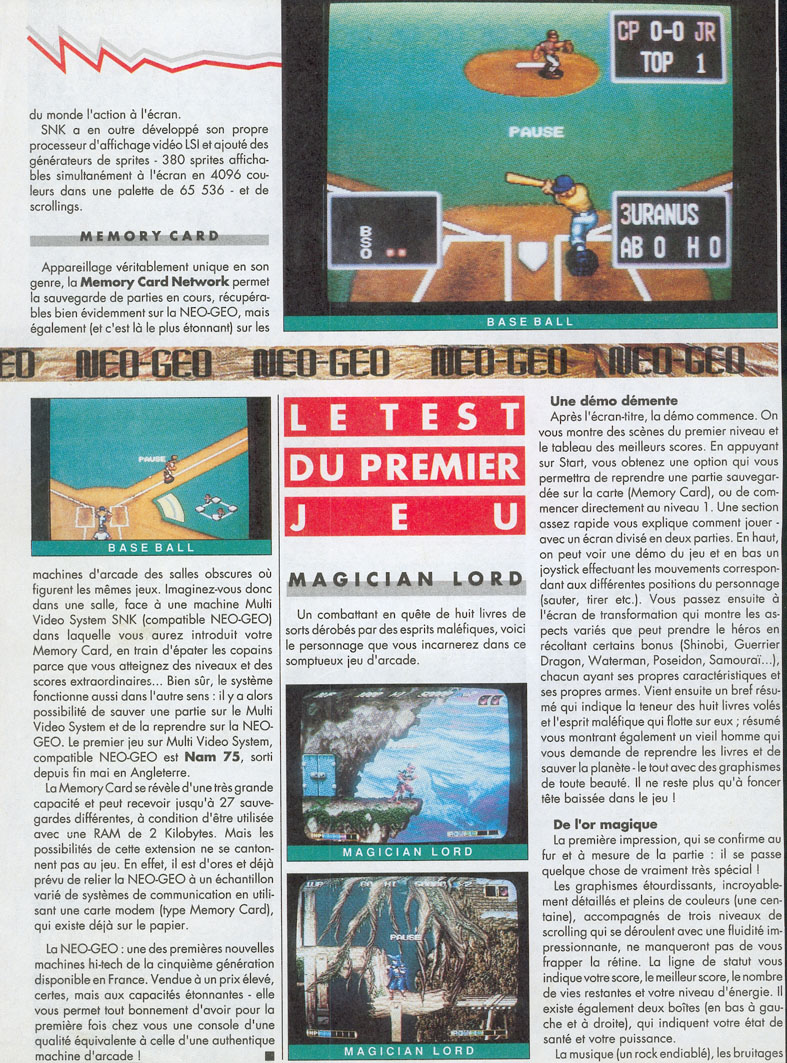 du monde l'action à l'écran.
SNK a en outre développé son propre
processeur d'affichage vidéo LSI et ajouté des
générateurs de sprites - 380 sprites afficha-
bles simultanément à l'écran en 4096 cou-
leurs dans une palette de 65 536 - et de
scrollings.
MEMORY CARD
Appareillage véritablement unique en son
genre, la Memory Card Network permet
la sauvegarde de parties en cours, récupéra-
bles bien évidemment sur la NEO-GEO, mais
également (et c'est là le plus étonnant) sur les
CP 0-0 JR
TOP 1
PAUSE
B
S
O
3URANUS
AB 0 H 0
BASE BALL
EO NEO-GEO NEO-GEO NEO-GEO NEO-GEO
PAUSE
BASE BALL
machines d'arcade des salles obscures où
figurent les mêmes jeux. Imaginez-vous donc
dans une salle, face à une machine Multi
Video System SNK (compatible NEO-GEO)
dans laquelle vous aurez introduit votre
Memory Card, en train d'épater les copains
parce que vous atteignez des niveaux et des
scores extraordinaires... Bien sûr, le système
fonctionne aussi dans l'autre sens : il y a alors
possibilité de sauver une partie sur le Multi
Video System et de la reprendre sur la NEO-
GEO. Le premier jeu sur Multi Video System,
compatible NEO-GEO est Nam 75, sorti
depuis fin mai en Angleterre.
La Memory Card se révèle d'une très grande
capacité et peut recevoir jusqu'à 27 sauve-
gardes différentes, à condition d'être utilisée
avec une RAM de 2 Kilobytes. Mais les
possibilités de cette extension ne se canton-
nent pas au jeu. En effet, il est d'ores et déjà
prévu de relier la NEO-GEO à un échantillon
varié de systèmes de communication en utili-
sant une carte modem (type Memory Card),
qui existe déjà sur le papier.
La NEO-GEO : une des premières nouvelles
machines hi-tech de la cinquième génération
disponible en France. Vendue à un prix élevé,
certes, mais aux capacités étonnantes - elle
vous permet tout bonnement d'avoir pour la
première fois chez vous une console d'une
qualité équivalente à celle d'une authentique
machine d'arcade !
LE TEST
DU PREMIER
JEU
MAGICIAN LORD
Un combattant en quête de huit livres de
sorts dérobés par des esprits maléfiques, voici
le personnage que vous incarnerez dans ce
somptueux jeu d'arcade.
MAGICIAN LORD
PAUSE
MAGICIAN LORD
Une démo démente
Après l'écran-titre, la démo commence. On
vous montre des scènes du premier niveau et
le tableau des meilleurs scores. En appuyant
sur Start, vous obtenez une option qui vous
permettra de reprendre une partie sauvegar-
dée sur la carte (Memory Card), ou de com-
mencer directement au niveau 1. Une section
assez rapide vous explique comment jouer -
avec un écran divisé en deux parties. En haut,
on peut voir une démo du jeu et en bas un
joystick effectuant les mouvements correspon-
dant aux différentes positions du personnage
(sauter, tirer etc.). Vous passez ensuite à
l'écran de transformation qui montre les as-
pects variés que peut prendre le héros en
récoltant certains bonus (Shinobi, Guerrier
Dragon, Waterman, Poseidon, Samouraï...),
chacun ayant ses propres caractéristiques et
ses propres armes. Vient ensuite un bref résu-
mé qui indique la teneur des huit livres volés
et l'esprit maléfique qui flotte sur eux ; résumé
vous montrant également un vieil homme qui
vous demande de reprendre les livres et de
sauver la planète - le tout avec des graphismes
de toute beauté. Il ne reste plus qu'à foncer
tête baissée dans le jeu !
De l'or magique
La première impression, qui se confirme au
fur et à mesure de la partie : il se passe
quelque chose de vraiment très spécial !
Les graphismes étourdissants, incroyable-
ment détaillés et pleins de couleurs (une cen-
taine), accompagnés de trois niveaux de
scrolling qui se déroulent avec une fluidité im-
pressionnante, ne manqueront pas de vous
frapper la rétine. La ligne de statut vous
indique votre score, le meilleur score, le nombre
de vies restantes et votre niveau d'énergie. Il
existe également deux boîtes (en bas à gau-
che et à droite), qui indiquent votre état de
santé et votre puissance.
La musique (un rock endiablé), les bruitages